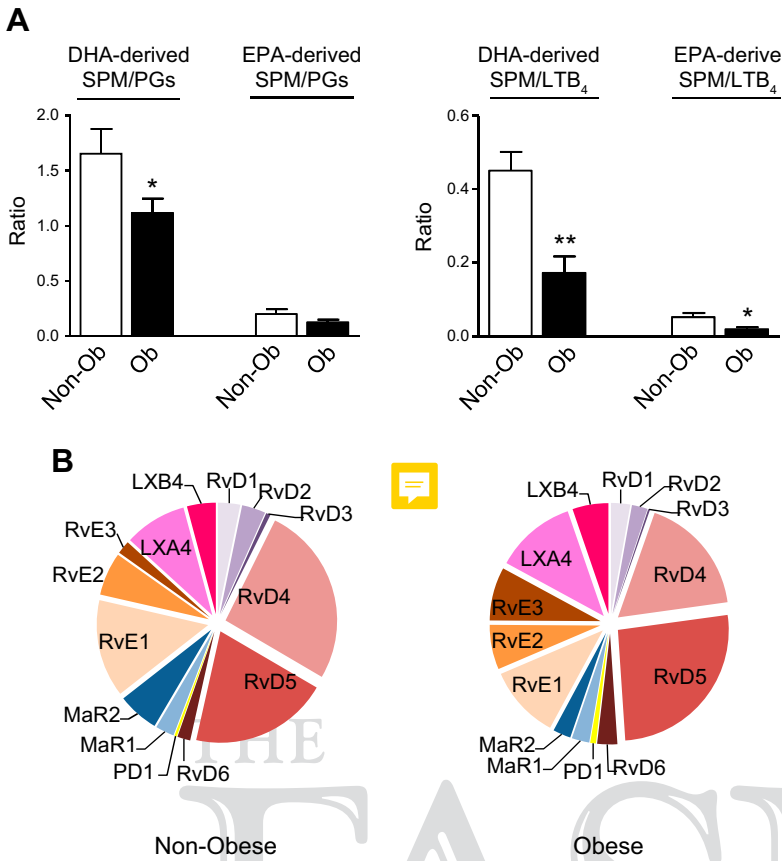 A
DHA-derived
SPM/PGs
EPA-derived
SPM/PGs
Ratio
2.0
1.5
1.0
0.5
0.0
*
Non-Ob
Ob
Non-Ob
Ob
DHA-derived
SPM/LTB₄
EPA-derive
SPM/LTB₄
Ratio
0.6
0.4
0.2
0.0
**
*
Non-Ob
Ob
Non-Ob
Ob
B
LXB4
RvD1
RvD2
RvD3
RvE3
LXA4
RvE2
RvD4
RvE1
RvD5
MaR2
MaR1
PD1
RvD6
Non-Obese
LXB4
RvD1
RvD2
RvD3
LXA4
RvD4
RvE3
RvE2
RvE1
RvD5
MaR2
MaR1
PD1
RvD6
Obese
THE